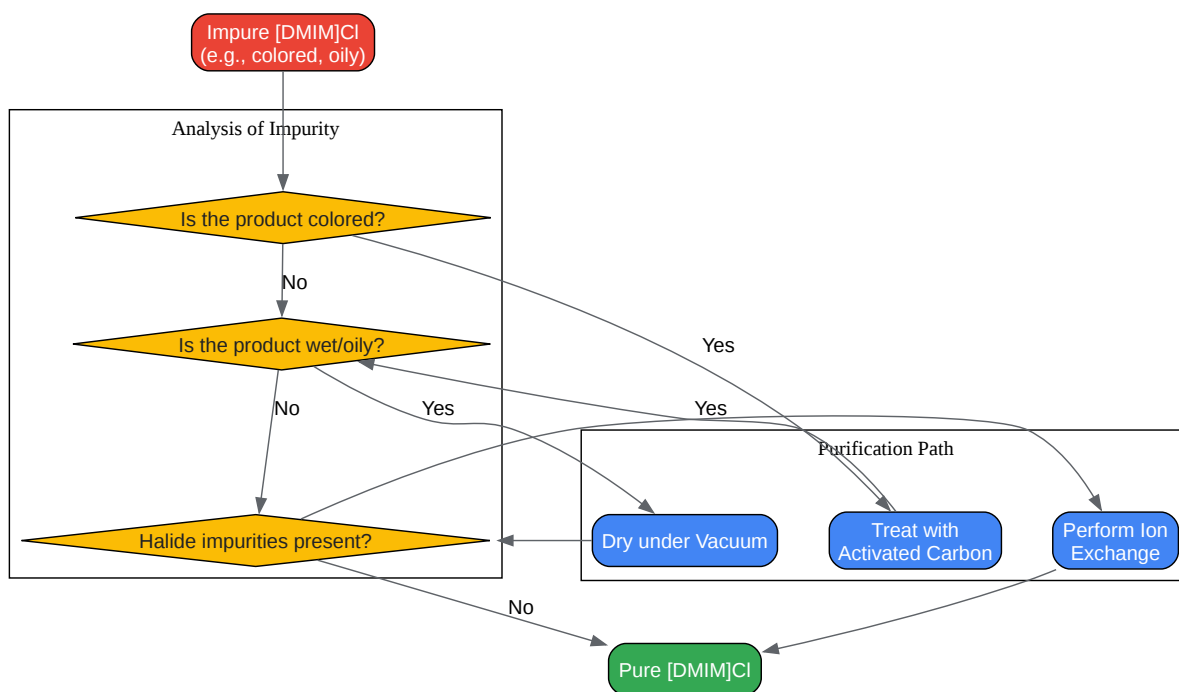 Impure [DMIM]Cl
(e.g., colored, oily)
Analysis of Impurity
Is the product colored?
No
Is the product wet/oily?
Yes
No
Yes
Yes
Purification Path
Halide impurities present?
Dry under Vacuum
Treat with
Activated Carbon
Perform Ion
Exchange
No
Pure [DMIM]Cl